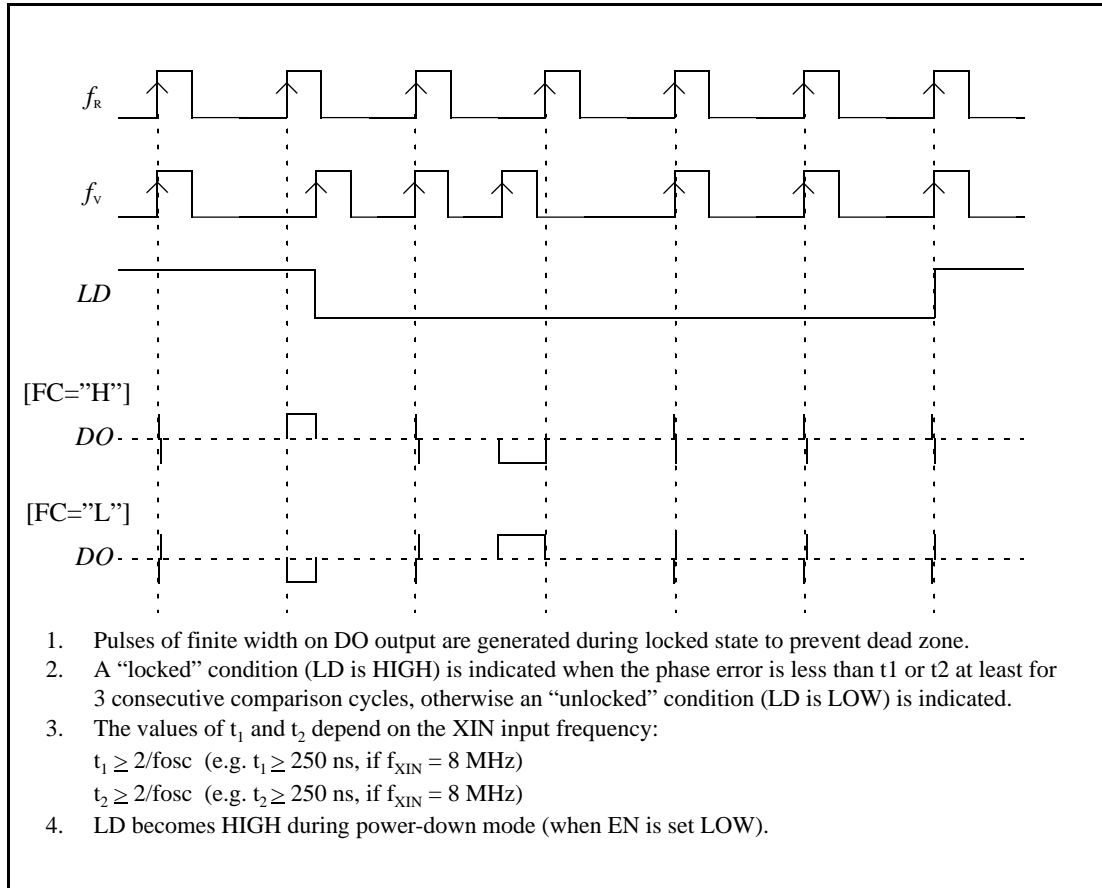 fR
fV
LD
[FC=”H”]
DO
[FC=”L”]
DO
1. Pulses of finite width on DO output are generated during locked state to prevent dead zone.
2. A “locked” condition (LD is HIGH) is indicated when the phase error is less than t1 or t2 at least for
3 consecutive comparison cycles, otherwise an “unlocked” condition (LD is LOW) is indicated.
3. The values of t1 and t2 depend on the XIN input frequency:
t1 ≥ 2/fosc (e.g. t1 ≥ 250 ns, if fXIN = 8 MHz)
t2 ≥ 2/fosc (e.g. t2 ≥ 250 ns, if fXIN = 8 MHz)
4. LD becomes HIGH during power-down mode (when EN is set LOW).